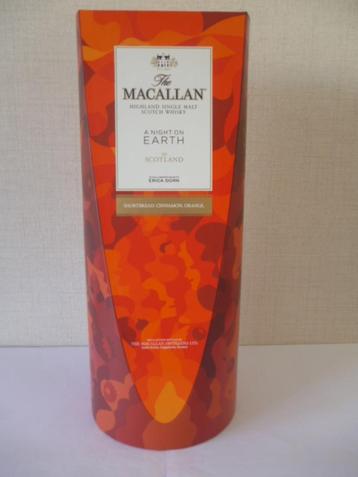 The
MACALLAN
HIGHLAND SINGLE MALT
SCOTCH WHISKY
A NIGHT ON
EARTH
IN
SCOTLAND
ERICA DORN
SHORTBREAD, CINNAMON, ORANGE
THE MACALLAN DISTILLERS LTD.